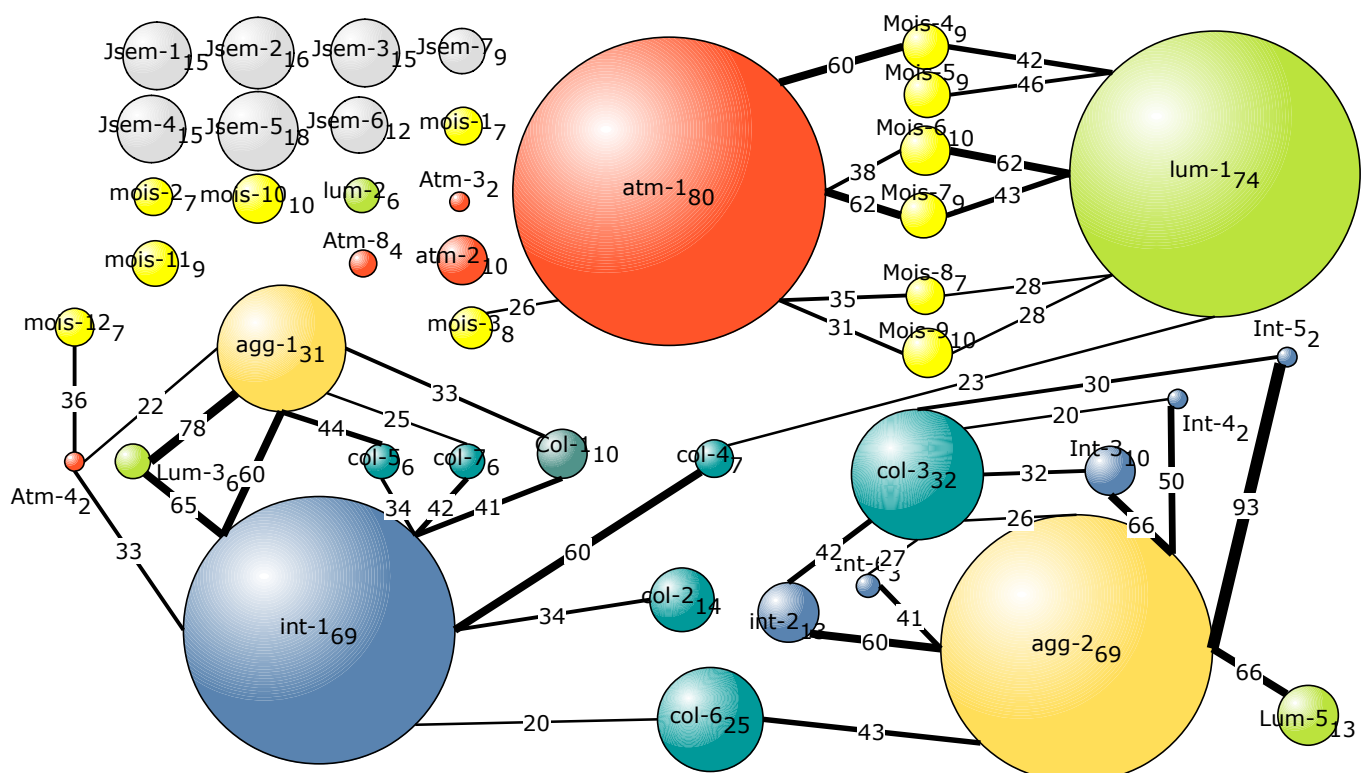 Jsem-1 15
Jsem-2 16
Jsem-3 15
Jsem-7 9
Jsem-4 15
Jsem-5 18
Jsem-6 12
mois-1 7
mois-2 7
mois-10 10
lum-2 6
Atm-3 2
mois-11 9
Atm-8 4
atm-2 10
mois-3 8
26
atm-1 80
Mois-4 9
60
42
Mois-5 9
46
Mois-6 10
38
62
Mois-7 9
62
43
Mois-8 7
35
28
Mois-9 10
31
28
lum-1 74
mois-12 7
36
22
agg-1 31
33
25
78
44
60
Atm-4 2
Lum-3 6
65
col-5 6
col-7 6
Col-1 10
34
42
41
33
int-1 69
col-4 7
23
60
34
col-2 14
20
col-6 25
43
Int-5 2
30
20
Int-4 2
col-3 32
32
Int-3 10
50
66
93
26
42
27
3
41
int-2 13
60
agg-2 69
66
Lum-5 13